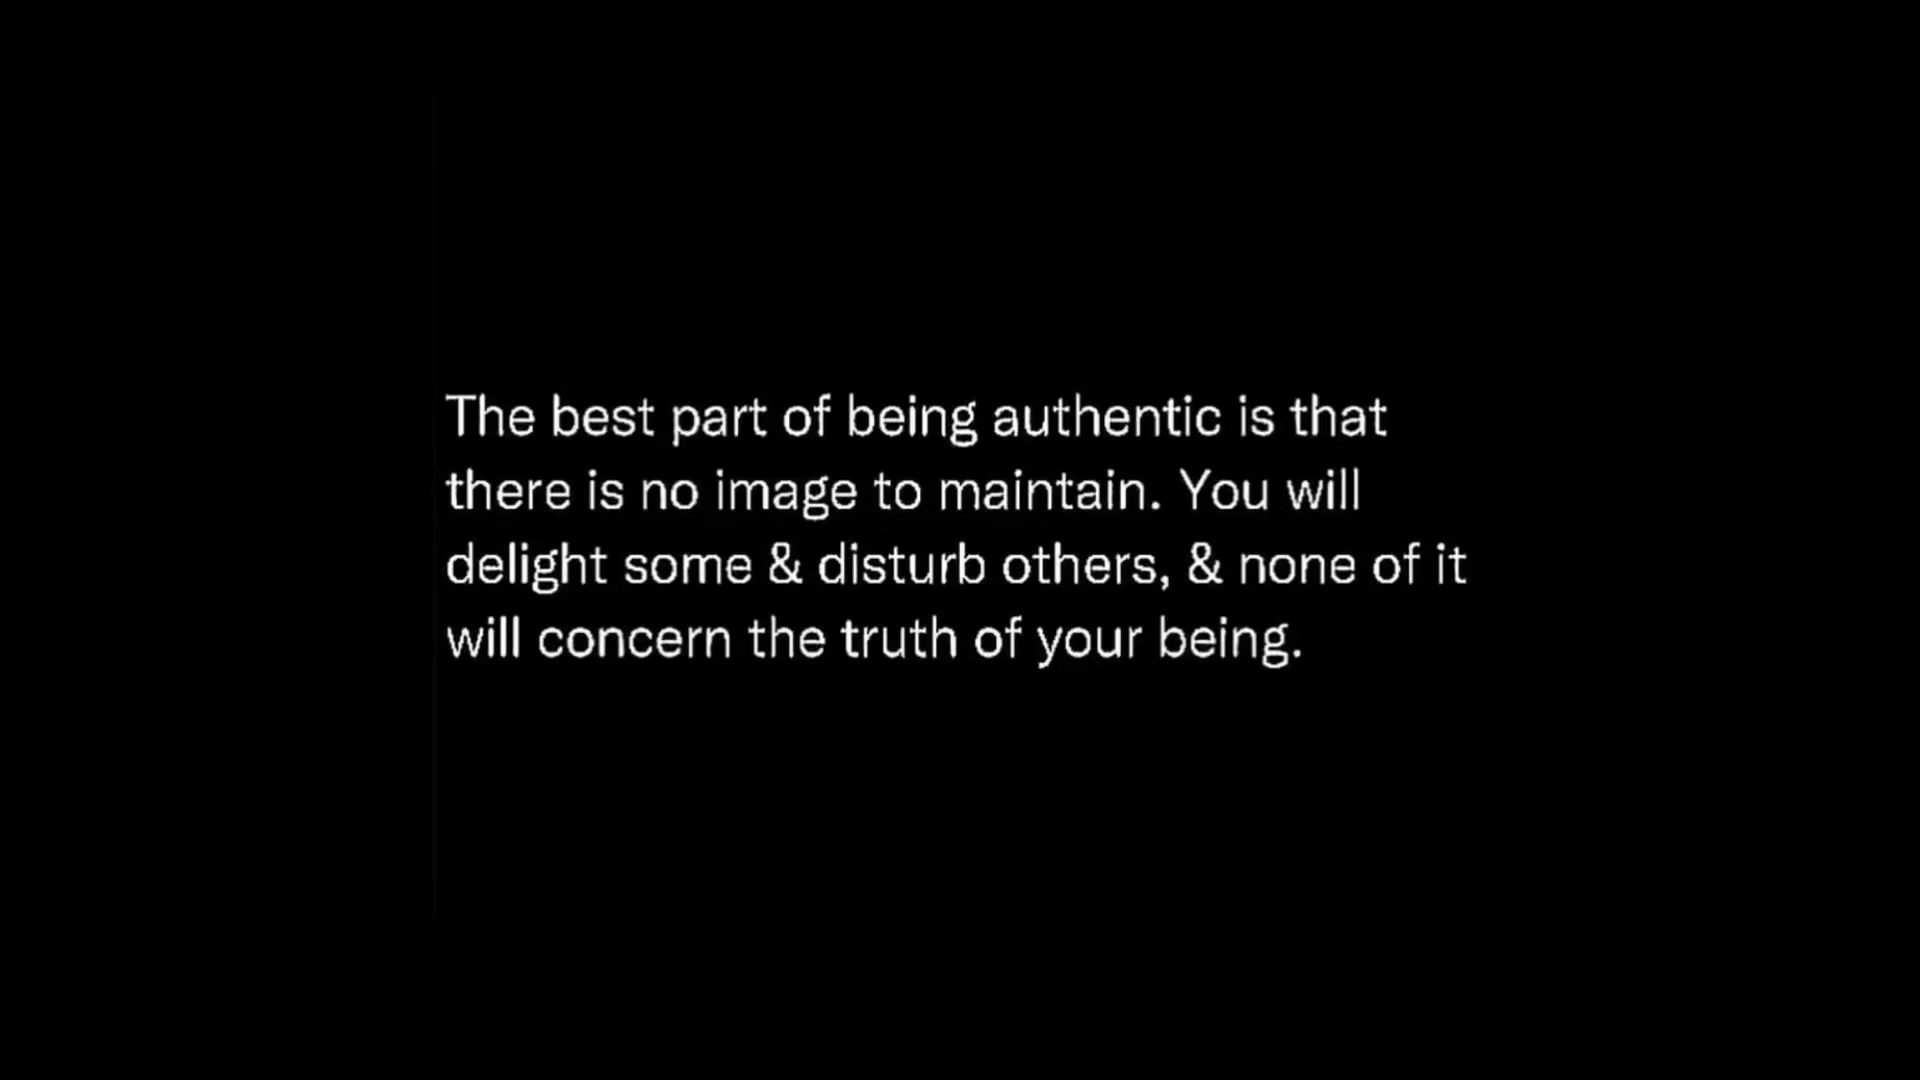 The best part of being authentic is that
there is no image to maintain. You will
delight some & disturb others, & none of it
will concern the truth of your being.